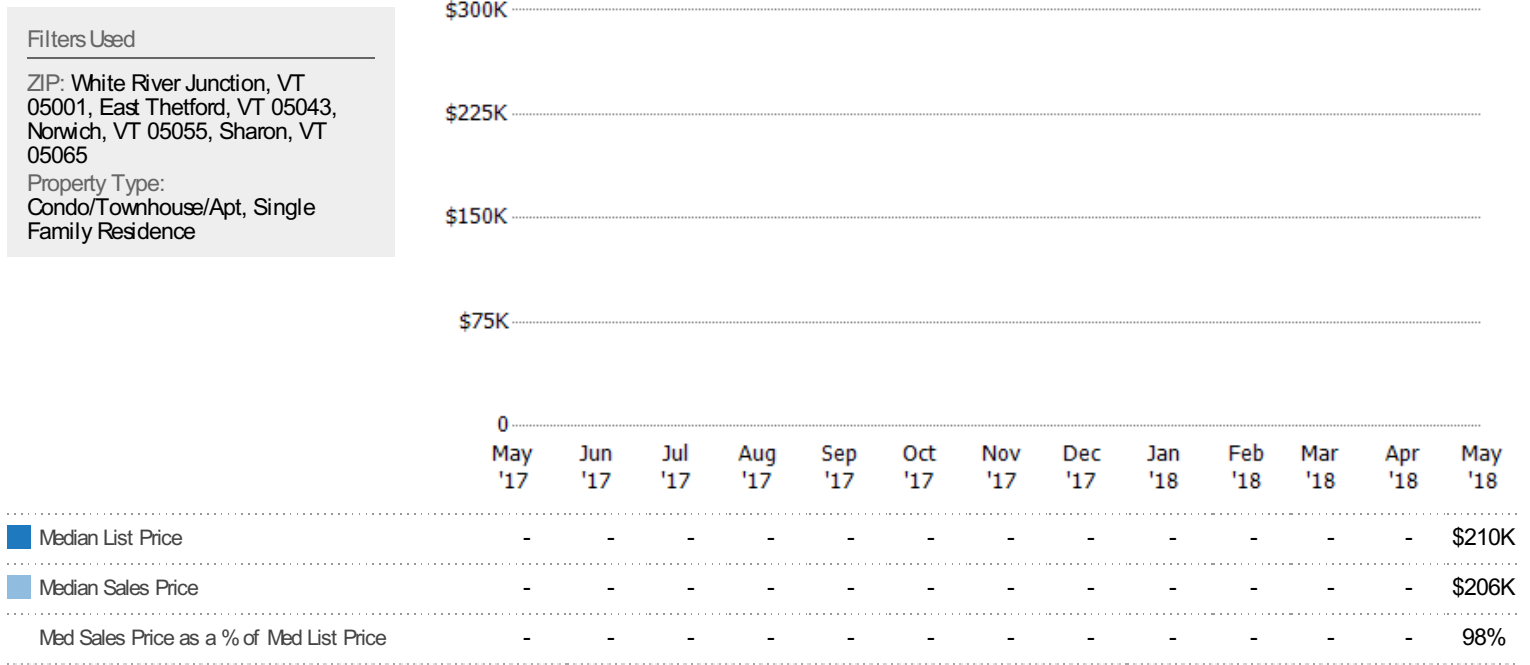 Filters Used
ZIP: White River Junction, VT
05001, East Thetford, VT 05043,
Norwich, VT 05055, Sharon, VT
05065
Property Type:
Condo/Townhouse/Apt, Single
Family Residence
$300K
$225K
$150K
$75K
0
May Jun Jul Aug Sep Oct Nov Dec Jan Feb Mar Apr May
'17 '17 '17 '17 '17 '17 '17 '17 '18 '18 '18 '18 '18
Median List Price - - - - - - - - - - - - $210K
Median Sales Price - - - - - - - - - - - - $206K
Med Sales Price as a % of Med List Price - - - - - - - - - - - - 98%